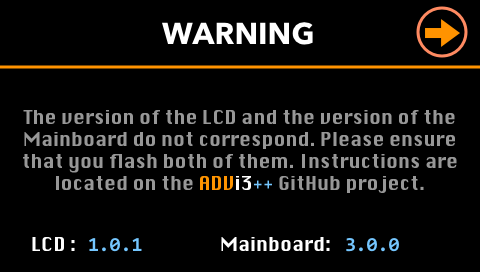 WARNING
The version of the LCD and the version of the
Mainboard do not correspond. Please ensure
that you flash both of them. Instructions are
located on the ADVi3++ GitHub project.
LCD: 1.0.1 Mainboard: 3.0.0